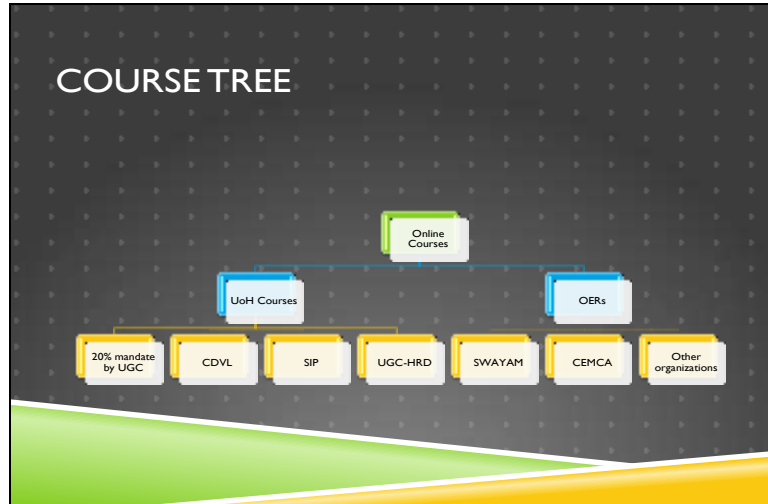 COURSE TREE
Online
Courses
UoH Courses
OERs
20% mandate
by UGC
CDVL
SIP
UGC-HRD
SWAYAM
CEMCA
Other
organizations